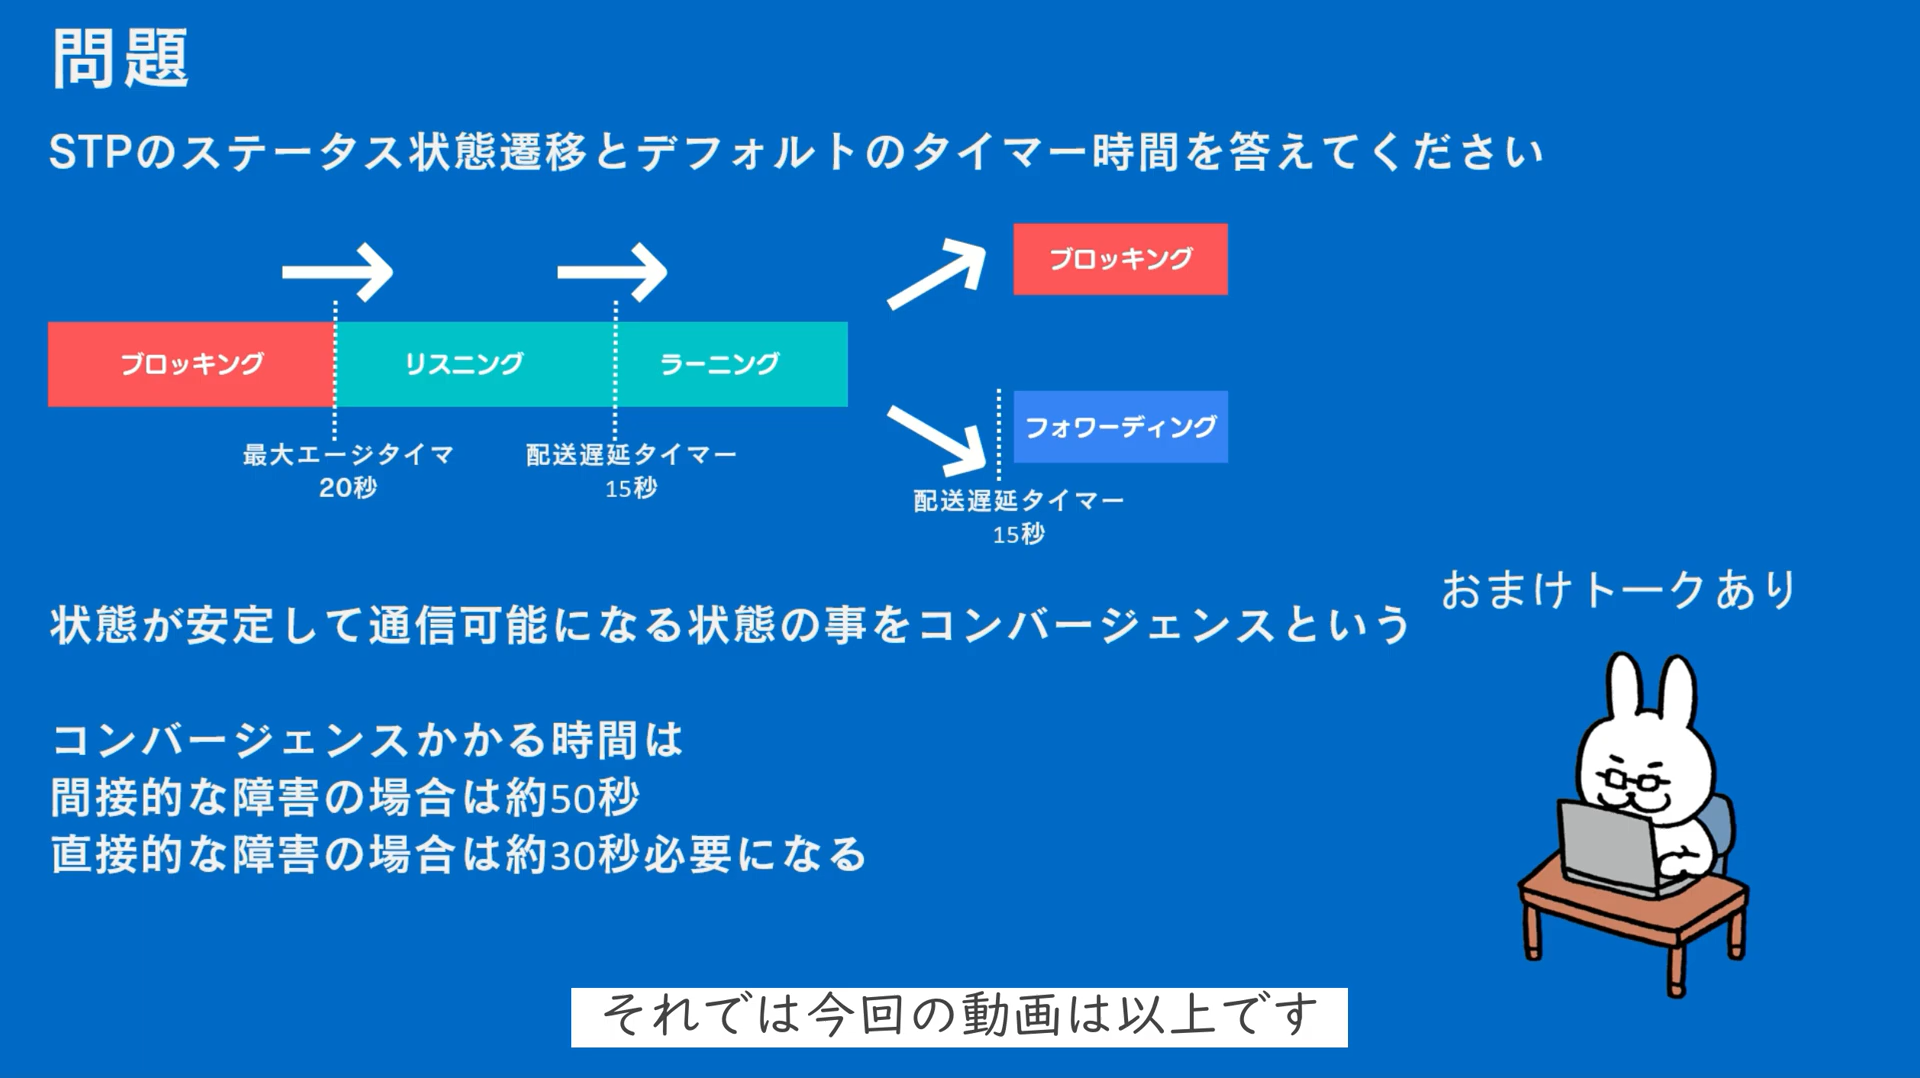 問題
STPのステータス状態遷移とデフォルトのタイマー時間を答えてください
ブロッキング
ブロッキング
リスニング
ラーニング
フォワーディング
最大エージタイマ
20秒
配送遅延タイマー
15秒
配送遅延タイマー
15秒
おまけトークあり
状態が安定して通信可能になる状態の事をコンバージェンスという
コンバージェンスかかる時間は
間接的な障害の場合は約50秒
直接的な障害の場合は約30秒必要になる
それでは今回の動画は以上です